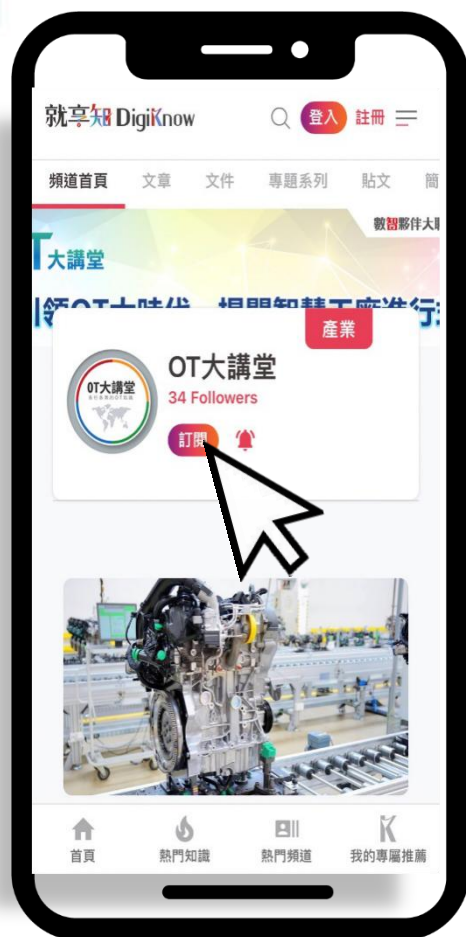 就享知 DigiKnow 登入 註冊
頻道首頁 文章 文件 專題系列 貼文 簡
數智夥伴大聯
T大講堂
產業
OT大講堂
34 Followers
OT大講堂
訂閱
首頁 熱門知識 熱門頻道 我的專屬推薦